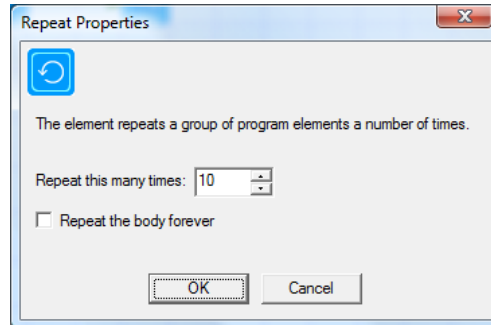 Repeat Properties
The element repeats a group of program elements a number of times.
Repeat this many times: 10
Repeat the body forever
OK Cancel